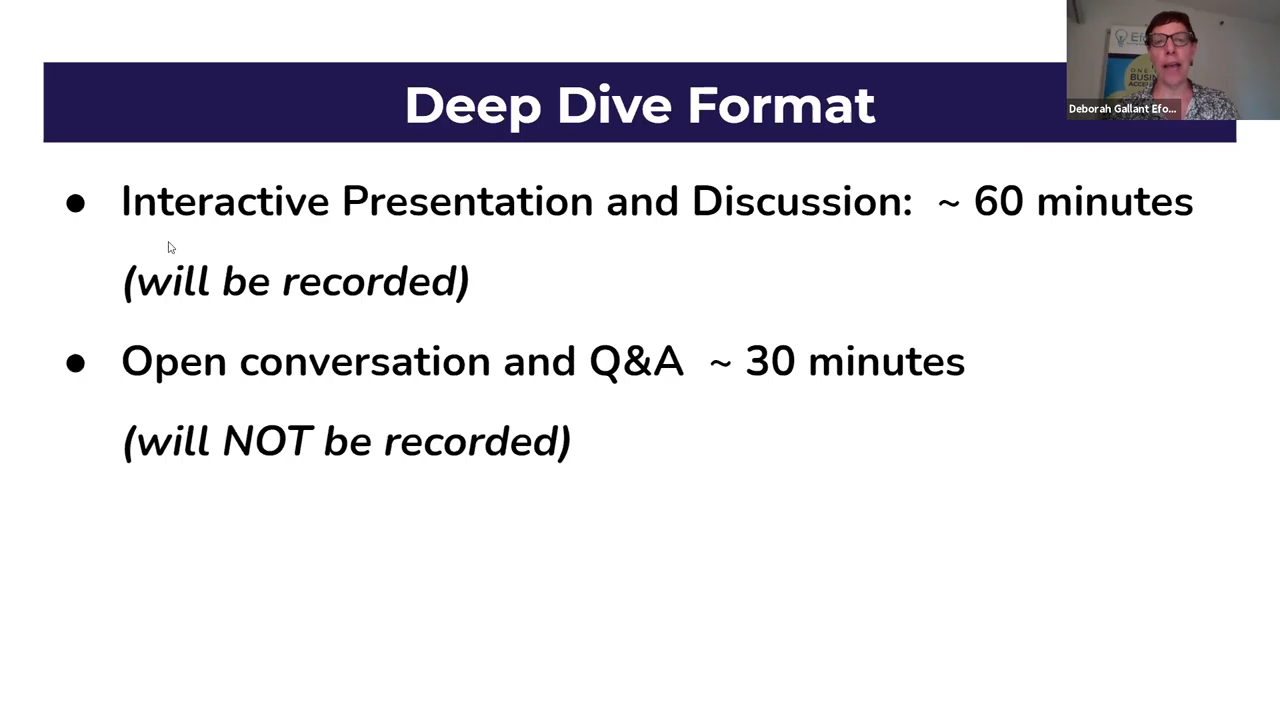 Deep Dive Format
Deborah Gallant Efo...
● Interactive Presentation and Discussion: ~ 60 minutes
(will be recorded)
● Open conversation and Q&A ~ 30 minutes
(will NOT be recorded)